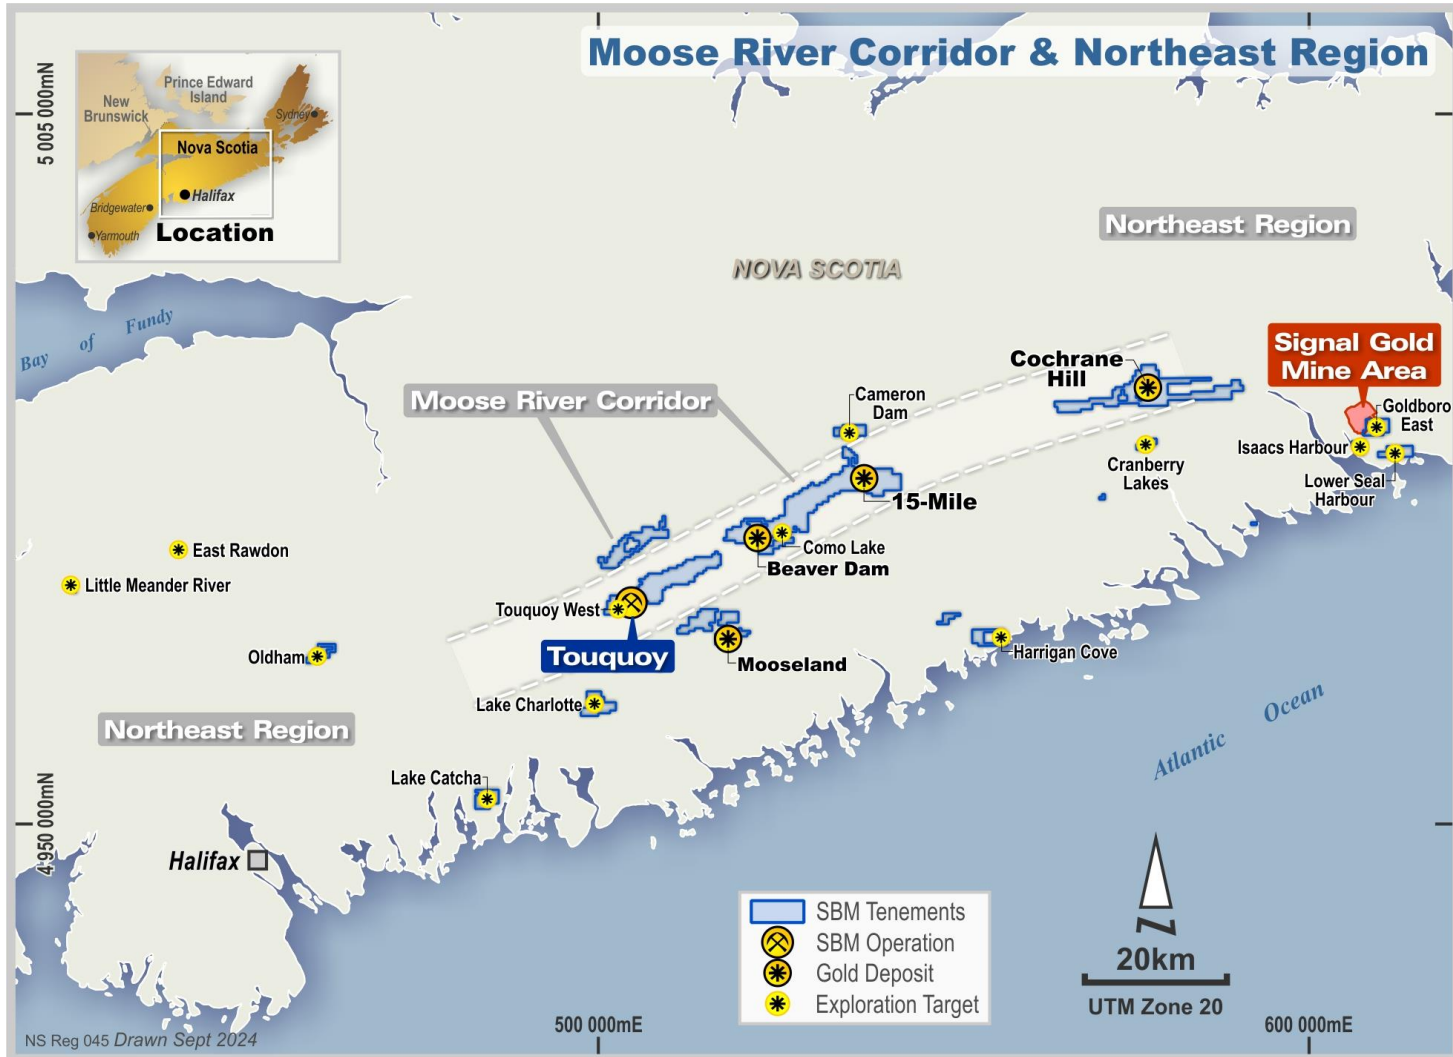 Moose River Corridor & Northeast Region
5 005 000mN
Prince Edward
Island
New
Brunswick
Sydney
Nova Scotia
Halifax
Bridgewater
Yarmouth
Location
Northeast Region
NOVA SCOTIA
Bay of Fundy
Signal Gold
Mine Area
Cochrane
Hill
Moose River Corridor
Cameron
Dam
Goldboro
East
Isaacs Harbour
Cranberry
Lakes
Lower Seal
Harbour
15-Mile
East Rawdon
Como Lake
Beaver Dam
Little Meander River
Touquoy West
Touquoy
Oldham
Mooseland
Harrigan Cove
Lake Charlotte
Northeast Region
Atlantic Ocean
Lake Catcha
4 950 000mN
Halifax
SBM Tenements
SBM Operation
Gold Deposit
Exploration Target
N
20km
UTM Zone 20
500 000mE
600 000mE
NS Reg 045 Drawn Sept 2024